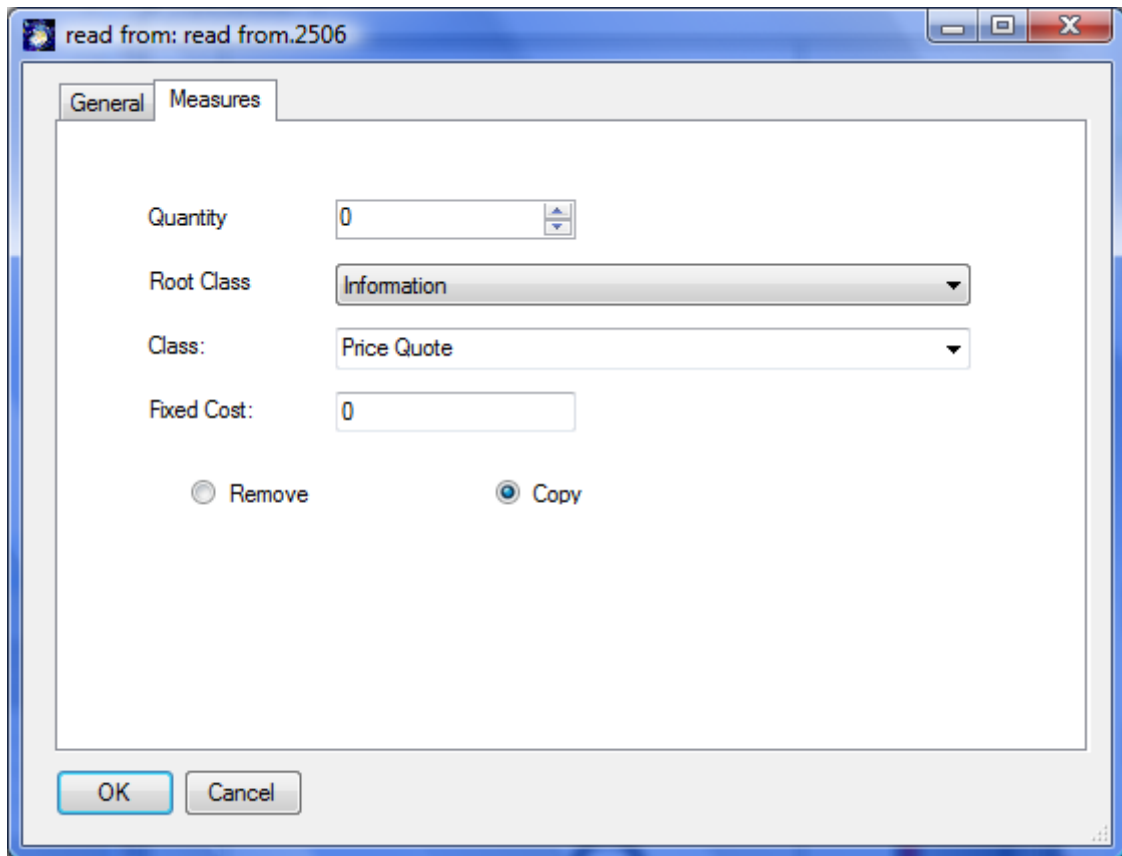 read from: read from.2506
General Measures
Quantity 0
Root Class Information
Class: Price Quote
Fixed Cost: 0
Remove Copy
OK Cancel